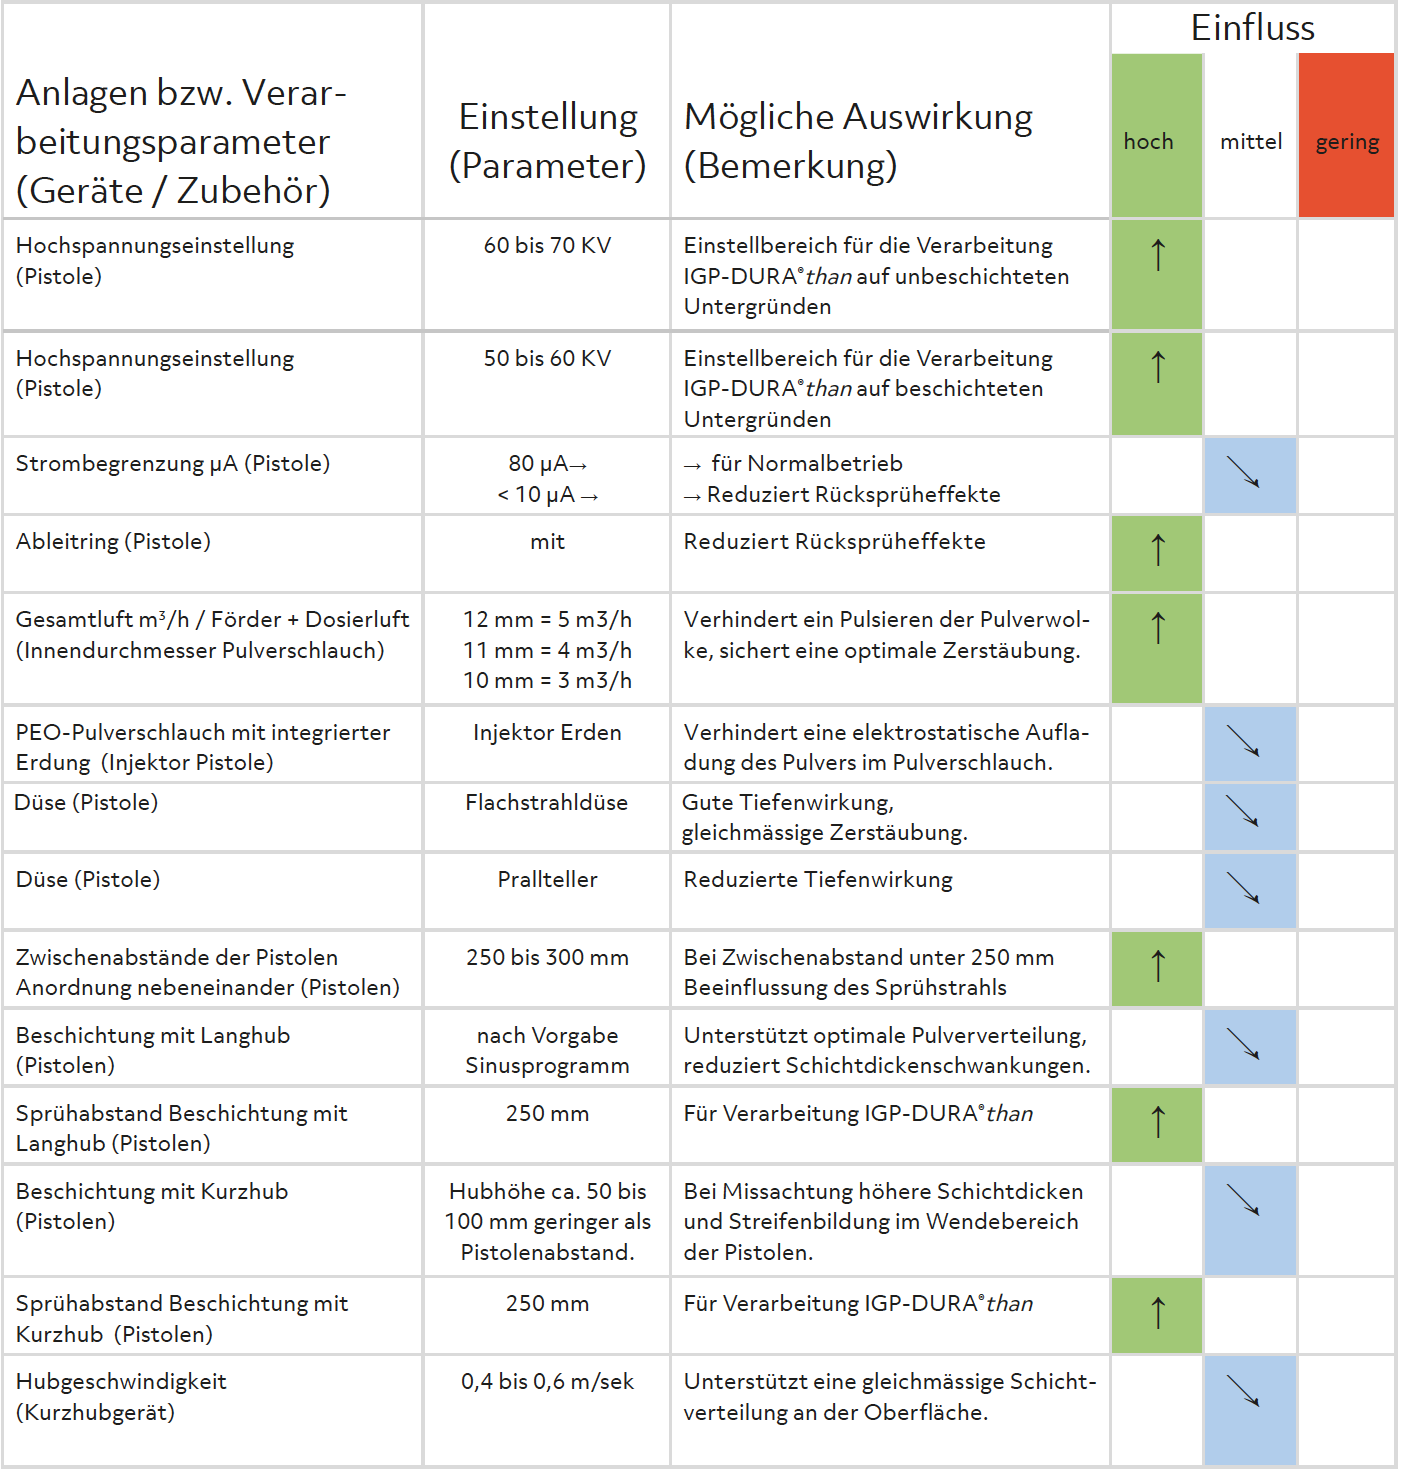 Einfluss
Anlagen bzw. Verar-
beitungsparameter
(Geräte / Zubehör)
Einstellung
(Parameter)
Mögliche Auswirkung
(Bemerkung)
hoch
mittel
gering
Hochspannungseinstellung
(Pistole)
60 bis 70 KV
Einstellbereich für die Verarbeitung
IGP-DURA®than auf unbeschichteten
Untergründen
↑
Hochspannungseinstellung
(Pistole)
50 bis 60 KV
Einstellbereich für die Verarbeitung
IGP-DURA®than auf beschichteten
Untergründen
↑
Strombegrenzung µA (Pistole)
80 µA→
< 10 µA →
→ für Normalbetrieb
→ Reduziert Rücksprüheffekte
↘
Ableitring (Pistole)
mit
Reduziert Rücksprüheffekte
↑
Gesamtluft m³/h / Förder + Dosierluft
(Innendurchmesser Pulverschlauch)
12 mm = 5 m3/h
11 mm = 4 m3/h
10 mm = 3 m3/h
Verhindert ein Pulsieren der Pulverwol-
ke, sichert eine optimale Zerstäubung.
↑
PEO-Pulverschlauch mit integrierter
Erdung (Injektor Pistole)
Injektor Erden
Verhindert eine elektrostatische Aufla-
dung des Pulvers im Pulverschlauch.
↘
Düse (Pistole)
Flachstrahldüse
Gute Tiefenwirkung,
gleichmässige Zerstäubung.
↘
Düse (Pistole)
Prallteller
Reduzierte Tiefenwirkung
↘
Zwischenabstände der Pistolen
Anordnung nebeneinander (Pistolen)
250 bis 300 mm
Bei Zwischenabstand unter 250 mm
Beeinflussung des Sprühstrahls
↑
Beschichtung mit Langhub
(Pistolen)
nach Vorgabe
Sinusprogramm
Unterstützt optimale Pulververteilung,
reduziert Schichtdickenschwankungen.
↘
Sprühabstand Beschichtung mit
Langhub (Pistolen)
250 mm
Für Verarbeitung IGP-DURA®than
↑
Beschichtung mit Kurzhub
(Pistolen)
Hubhöhe ca. 50 bis
100 mm geringer als
Pistolenabstand.
Bei Missachtung höhere Schichtdicken
und Streifenbildung im Wendebereich
der Pistolen.
↘
Sprühabstand Beschichtung mit
Kurzhub (Pistolen)
250 mm
Für Verarbeitung IGP-DURA®than
↑
Hubgeschwindigkeit
(Kurzhubgerät)
0,4 bis 0,6 m/sek
Unterstützt eine gleichmässige Schicht-
verteilung an der Oberfläche.
↘